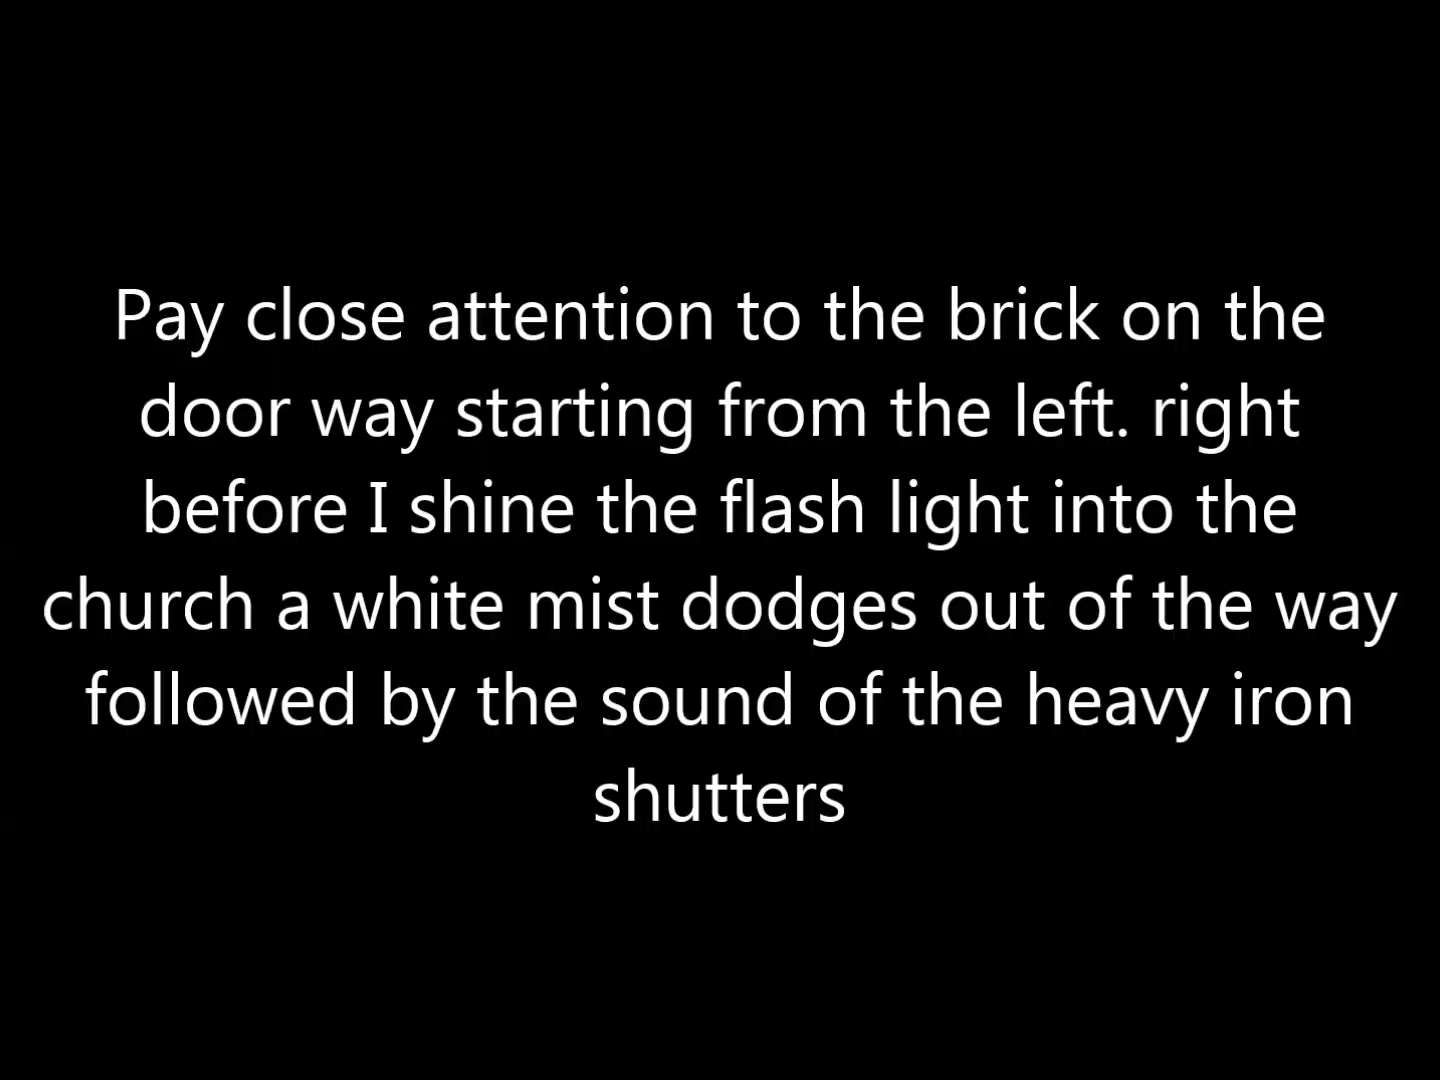 Pay close attention to the brick on the
door way starting from the left. right
before I shine the flash light into the
church a white mist dodges out of the way
followed by the sound of the heavy iron
shutters